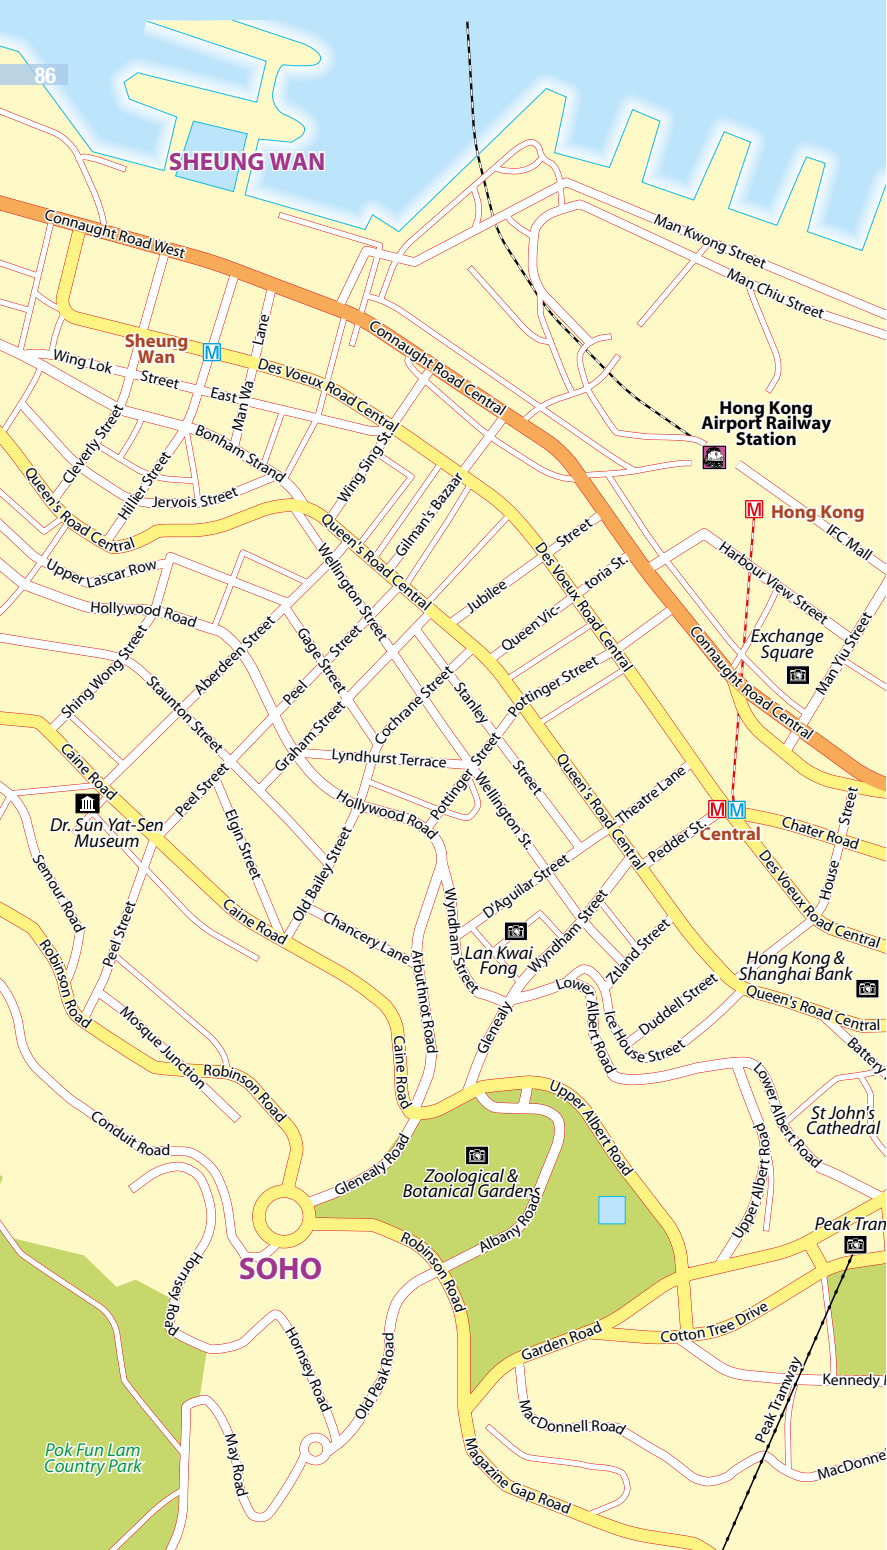 86
SHEUNG WAN
Connaught Road West
Man Kwong Street
Man Chiu Street
Sheung
Wan
Lane
Man Wa
Connaught Road Central
Wing Lok
Street
East
Des Voeux Road Central
Hong Kong
Airport Railway
Station
Cleverly Street
Bonham Strand
Wing Sing St.
Hillier Street
Jervois Street
Gilman's Bazaar
M
Hong Kong
IFC Mall
Queen's Road Central
Queen's Road Central
Wellington Street
Des Voeux Road Central
Jubilee
Street
Harbour View Street
Upper Lascar Row
Hollywood Road
Queen Vic-
toria St.
Exchange
Square
Man Yiu Street
Shing Wong Street
Aberdeen Street
Gage Street
Peel
Street
Connaught Road Central
Staunton Street
Cochrane Street
Stanley
Street
Pottinger Street
Graham Street
Lyndhurst Terrace
Pottinger Street
Caine Road
Peel Street
Hollywood Road
Wellington St.
Queen's Road Central
Theatre Lane
Dr. Sun Yat-Sen
Museum
Elgin Street
M
M
Central
Pedder St.
Chater Road
House
Street
Des Voeux Road Central
Old Bailey Street
D'Aguilar Street
Semour Road
Peel Street
Caine Road
Chancery Lane
Wyndham Street
Wyndham Street
Lan Kwai
Fong
Ztland Street
Hong Kong &
Shanghai Bank
Robinson Road
Arbuthnot Road
Lower Albert Road
Ice House Street
Duddell Street
Queen's Road Central
Glenealy
Mosque Junction
Robinson Road
Caine Road
Battery
Upper Albert Road
Lower Albert Road
St John's
Cathedral
Conduit Road
Glenealy Road
Zoological &
Botanical Gardens
Upper Albert Road
Albany Road
Peak Tram
SOHO
Robinson Road
Hornsey Road
Hornsey Road
Old Peak Road
Garden Road
Cotton Tree Drive
Peak Tramway
Kennedy
MacDonnell Road
Pok Fun Lam
Country Park
May Road
Magazine Gap Road
MacDonne
M